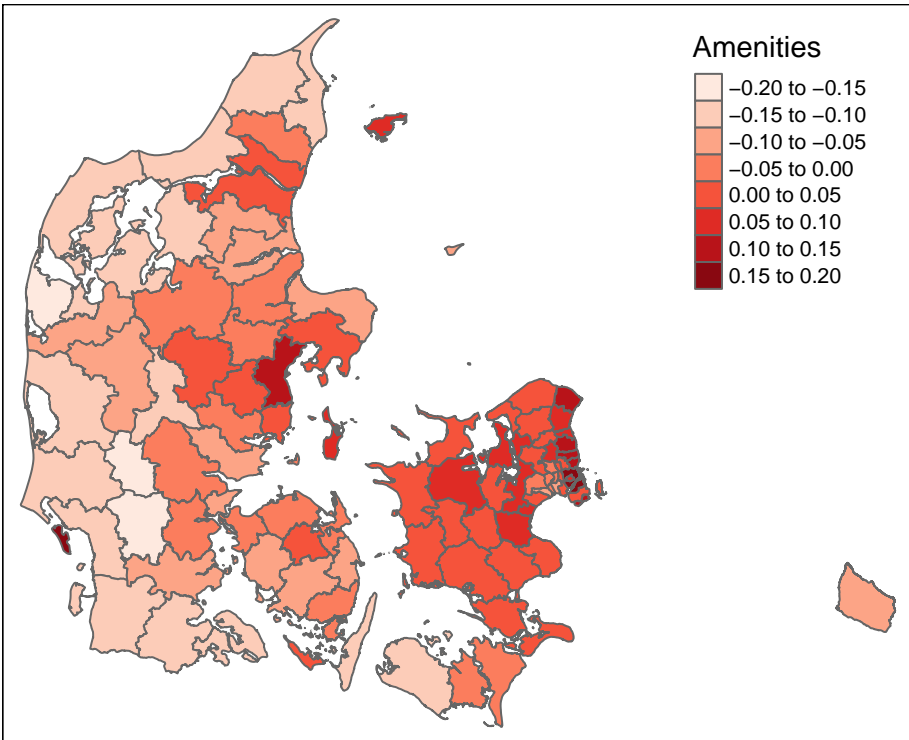 Amenities
−0.20 to −0.15
−0.15 to −0.10
−0.10 to −0.05
−0.05 to 0.00
0.00 to 0.05
0.05 to 0.10
0.10 to 0.15
0.15 to 0.20